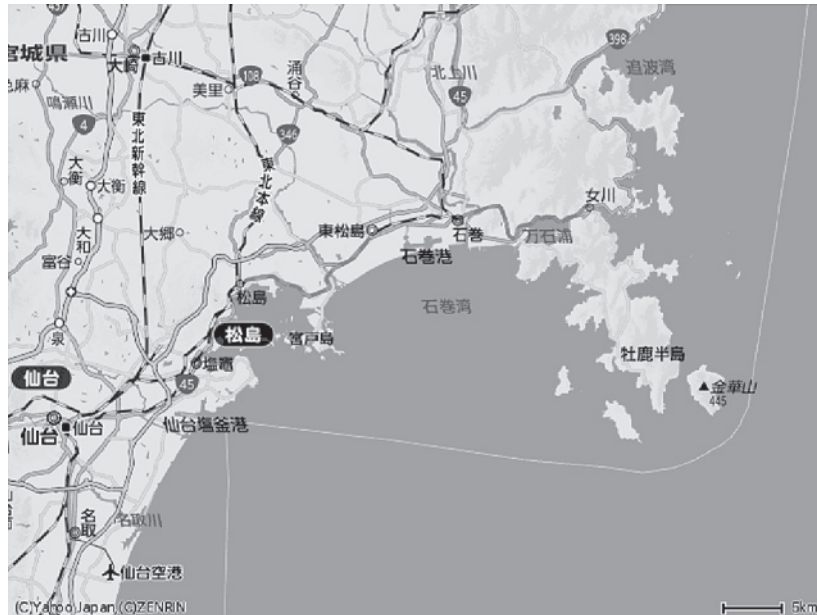 古川
398
宮城県
大崎
古川
108
涌谷
北上川
追波湾
色麻
鳴瀬川
美里
45
4
東北新幹線
346
東北本線
大衡
大衡
女川
大和
大郷
東松島
石巻
万石浦
富谷
石巻港
松島
石巻湾
泉
松島
宮戸島
牡鹿半島
塩竈
仙台
45
金華山
445
仙台
仙台
仙台塩釜港
名取
名取川
仙台空港
(C)Yahoo Japan,(C)ZENRIN
5km